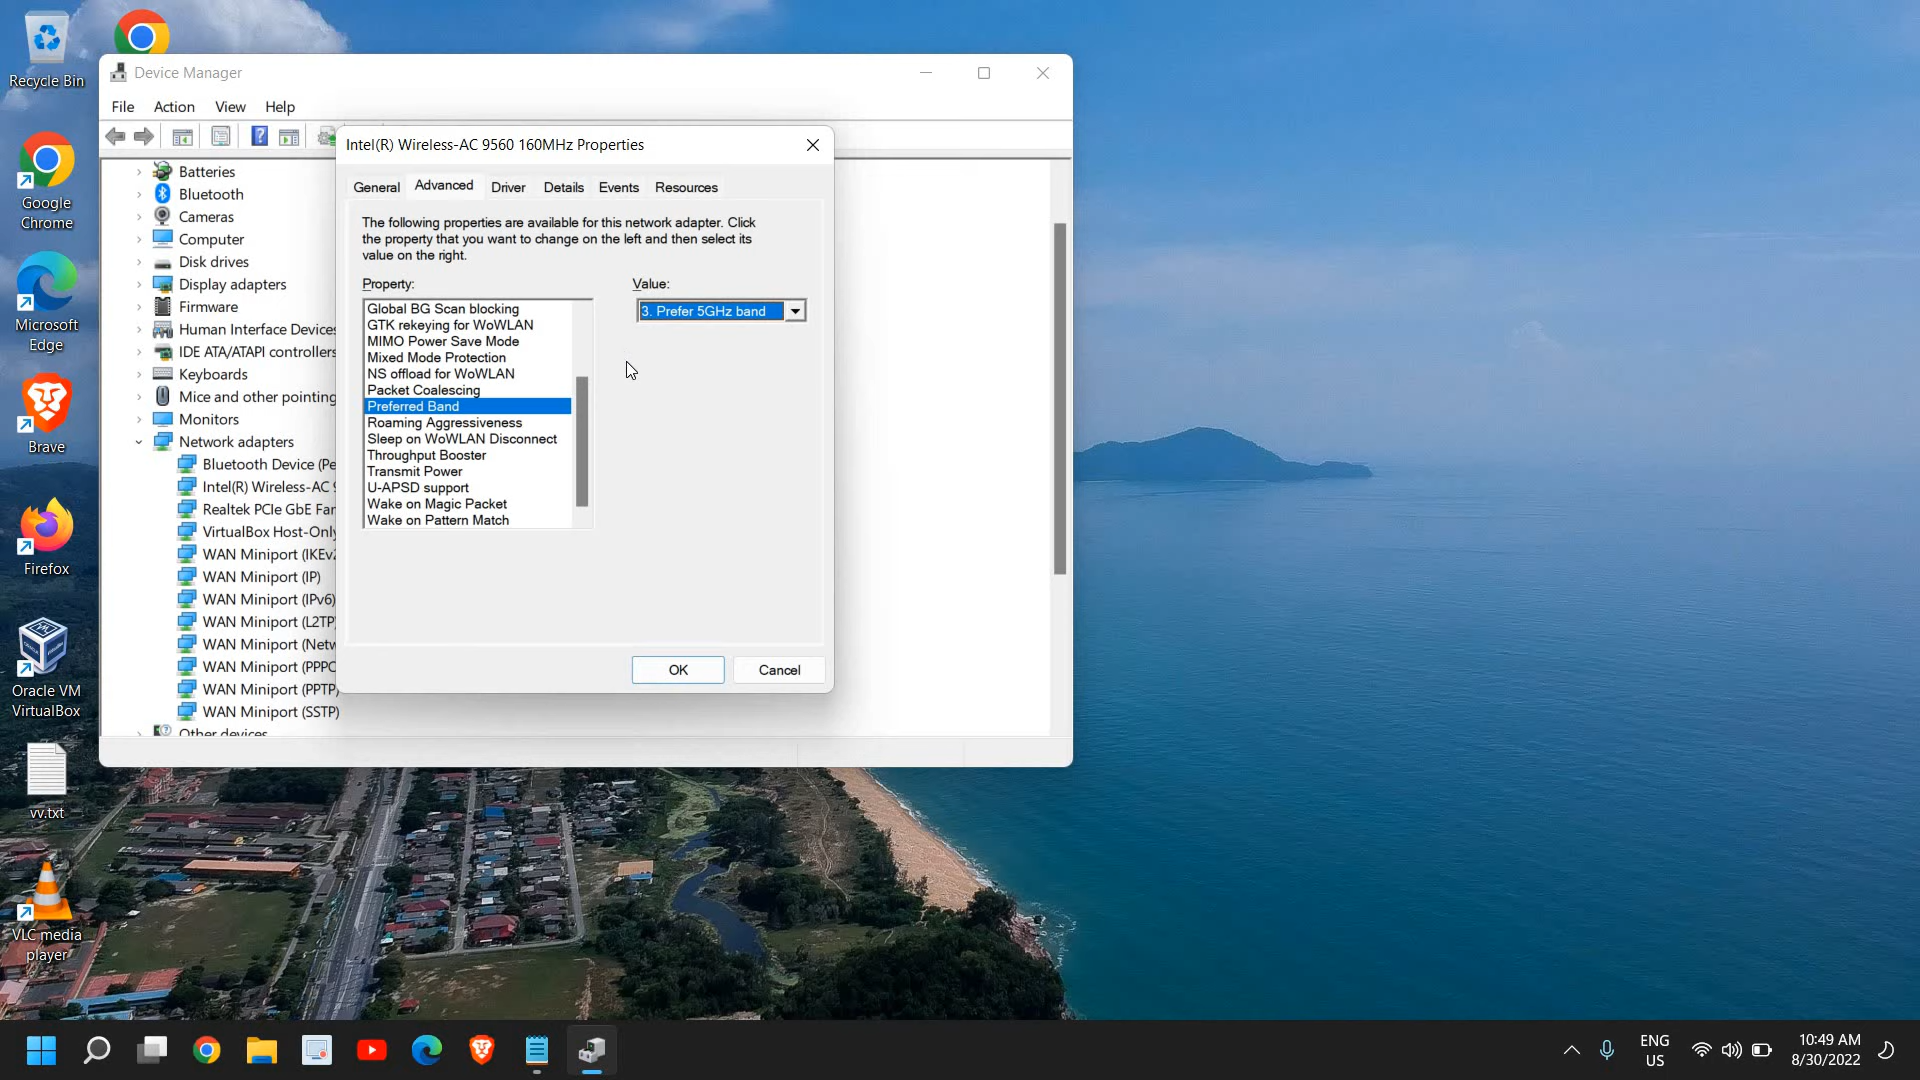 Recycle Bin
Google
Chrome
Microsoft
Edge
Brave
Firefox
Oracle VM
VirtualBox
vv.txt
VLC media
player
Device Manager
File Action View Help
Batteries
Bluetooth
Cameras
Computer
Disk drives
Display adapters
Firmware
Human Interface Devices
IDE ATA/ATAPI controllers
Keyboards
Mice and other pointing
Monitors
Network adapters
Bluetooth Device (Pe
Intel(R) Wireless-AC 9
Realtek PCIe GbE Fam
VirtualBox Host-Only
WAN Miniport (IKEv2
WAN Miniport (IP)
WAN Miniport (IPv6)
WAN Miniport (L2TP)
WAN Miniport (Netw
WAN Miniport (PPPO
WAN Miniport (PPTP)
WAN Miniport (SSTP)
Other devices
Intel(R) Wireless-AC 9560 160MHz Properties
General Advanced Driver Details Events Resources
The following properties are available for this network adapter. Click
the property that you want to change on the left and then select its
value on the right.
Property:
Global BG Scan blocking
GTK rekeying for WoWLAN
MIMO Power Save Mode
Mixed Mode Protection
NS offload for WoWLAN
Packet Coalescing
Preferred Band
Roaming Aggressiveness
Sleep on WoWLAN Disconnect
Throughput Booster
Transmit Power
U-APSD support
Wake on Magic Packet
Wake on Pattern Match
Value:
3. Prefer 5GHz band
OK Cancel
ENG
US
10:49 AM
8/30/2022